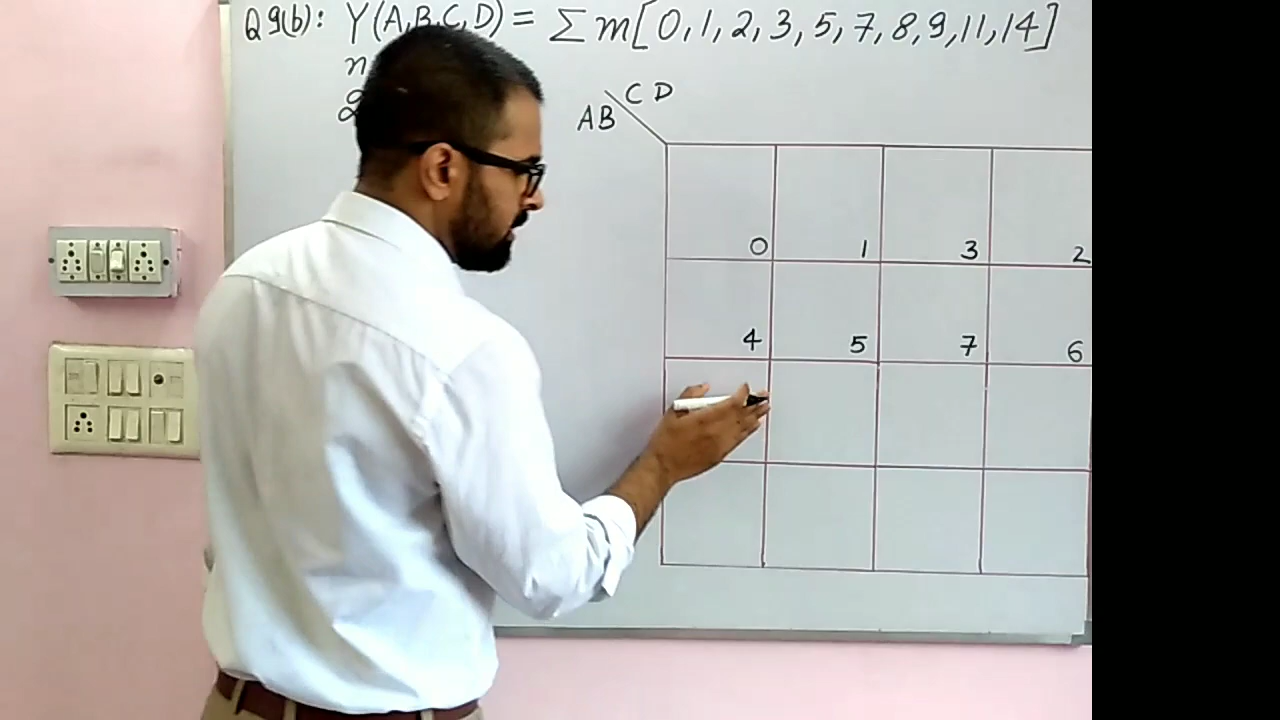 Q9(b): Y(A,B,C,D) = Σm[0,1,2,3,5,7,8,9,11,14]
n
2
CD
AB
0 1 3 2
4 5 7 6